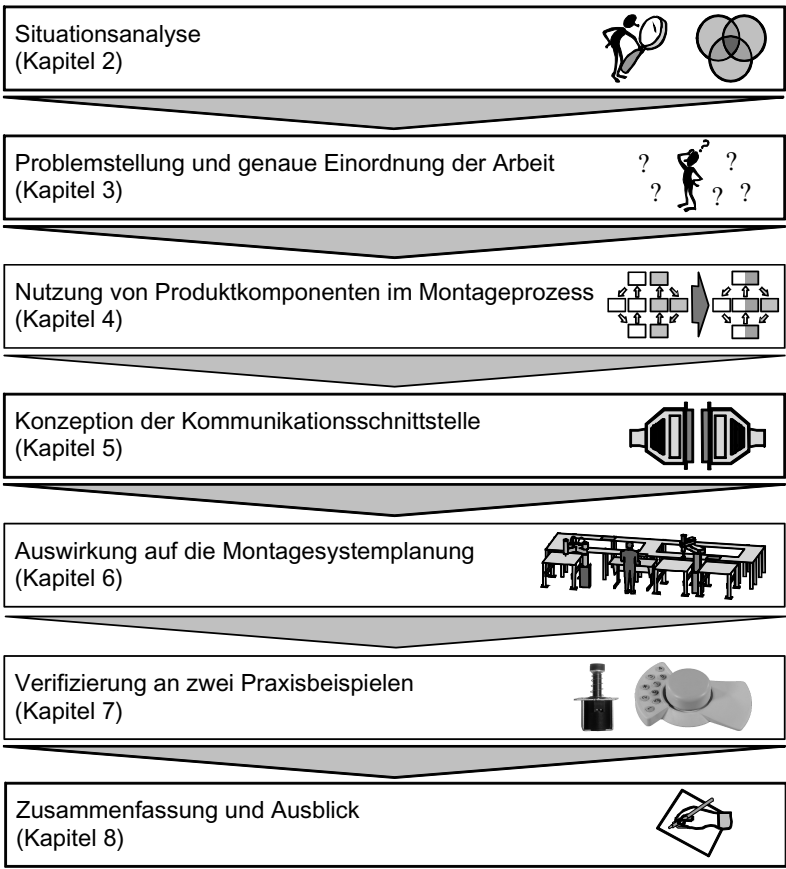 Situationsanalyse
(Kapitel 2)
Problemstellung und genaue Einordnung der Arbeit
(Kapitel 3)
?
? ?
? ? ?
Nutzung von Produktkomponenten im Montageprozess
(Kapitel 4)
Konzeption der Kommunikationsschnittstelle
(Kapitel 5)
Auswirkung auf die Montagesystemplanung
(Kapitel 6)
Verifizierung an zwei Praxisbeispielen
(Kapitel 7)
Zusammenfassung und Ausblick
(Kapitel 8)